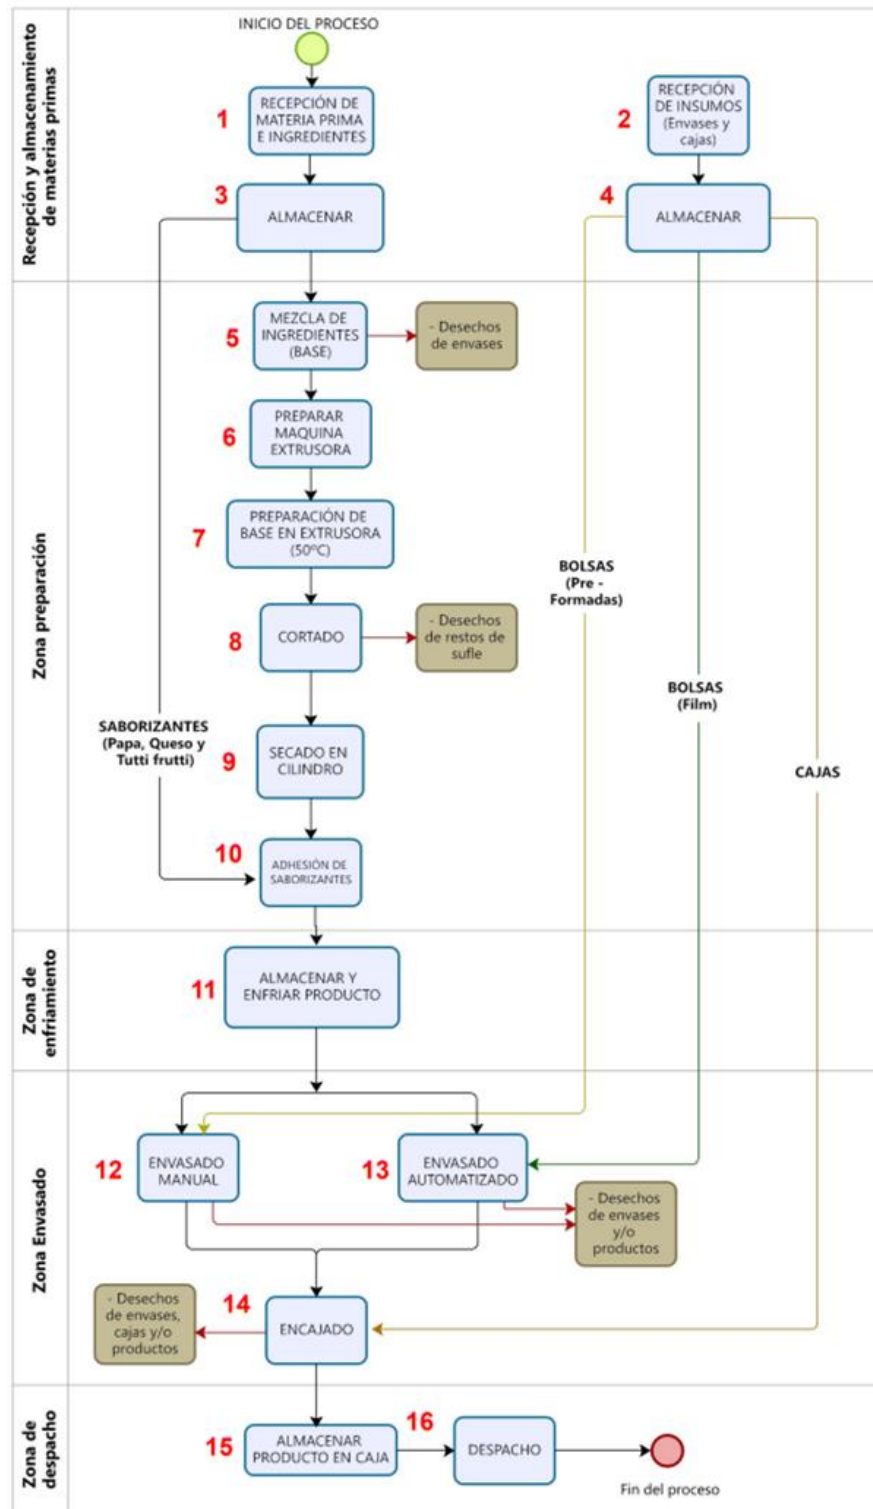 INICIO DEL PROCESO
Recepción y almacenamiento
de materias primas
1
RECEPCIÓN DE
MATERIA PRIMA
E INGREDIENTES
2
RECEPCIÓN
DE INSUMOS
(Envases y
cajas)
3
ALMACENAR
4
ALMACENAR
Zona preparación
5
MEZCLA DE
INGREDIENTES
(BASE)
- Desechos
de envases
6
PREPARAR
MAQUINA
EXTRUSORA
7
PREPARACIÓN DE
BASE EN EXTRUSORA
(50°C)
BOLSAS
(Pre -
Formadas)
8
CORTADO
- Desechos
de restos de
sufle
BOLSAS
(Film)
SABORIZANTES
(Papa, Queso y
Tutti frutti)
9
SECADO EN
CILINDRO
CAJAS
10
ADHESIÓN DE
SABORIZANTES
Zona de
enfriamiento
11
ALMACENAR Y
ENFRIAR PRODUCTO
Zona Envasado
12
ENVASADO
MANUAL
13
ENVASADO
AUTOMATIZADO
- Desechos
de envases
y/o
productos
- Desechos
de envases,
cajas y/o
productos
14
ENCAJADO
Zona de
despacho
15
ALMACENAR
PRODUCTO EN CAJA
16
DESPACHO
Fin del proceso